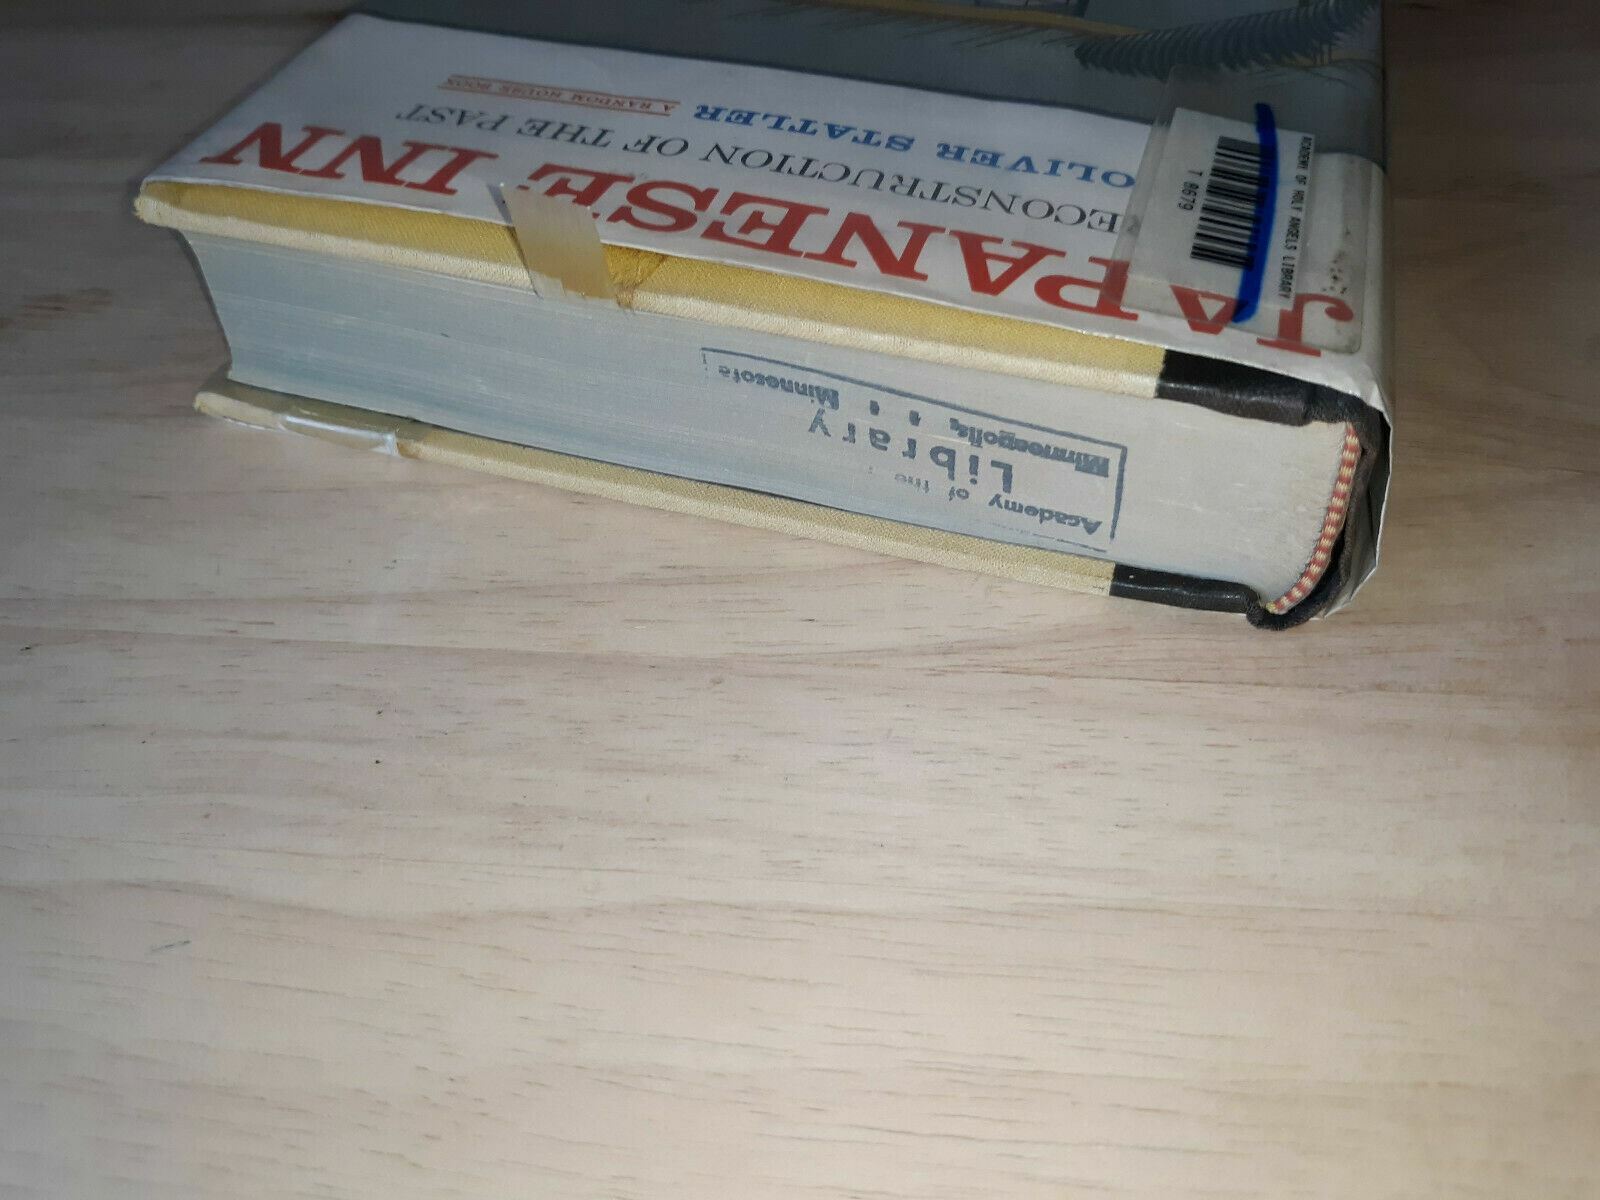 JAPANESE INN
ECONSTRUCTION OF THE PAST
OLIVER STATLER
A RANDOM HOUSE BOOK
ACADEMY OF HOLY ANGELS LIBRARY
T 8679
Academy of the
Library
Minneapolis, Minnesota